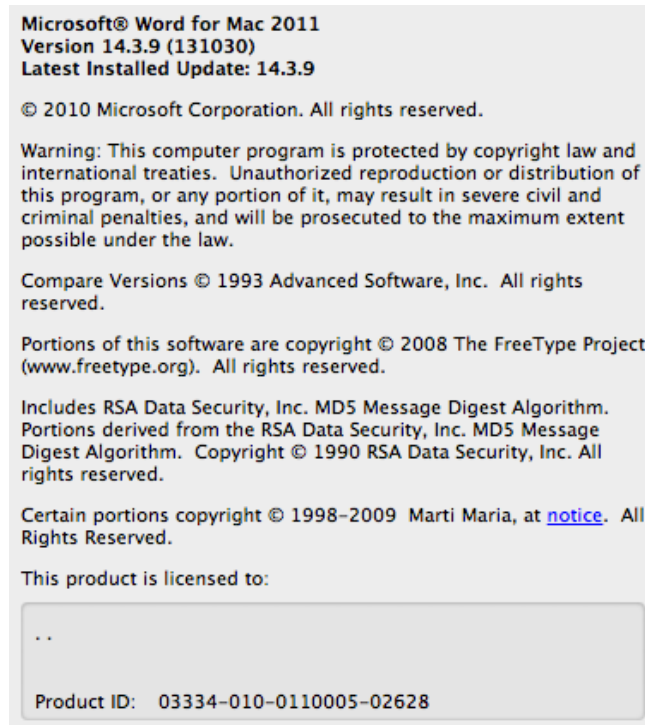 Microsoft® Word for Mac 2011
Version 14.3.9 (131030)
Latest Installed Update: 14.3.9
© 2010 Microsoft Corporation. All rights reserved.
Warning: This computer program is protected by copyright law and
international treaties.  Unauthorized reproduction or distribution of
this program, or any portion of it, may result in severe civil and
criminal penalties, and will be prosecuted to the maximum extent
possible under the law.
Compare Versions © 1993 Advanced Software, Inc.  All rights
reserved.
Portions of this software are copyright © 2008 The FreeType Project
(www.freetype.org).  All rights reserved.
Includes RSA Data Security, Inc. MD5 Message Digest Algorithm.
Portions derived from the RSA Data Security, Inc. MD5 Message
Digest Algorithm.  Copyright © 1990 RSA Data Security, Inc. All
rights reserved.
Certain portions copyright © 1998–2009  Marti Maria, at notice.  All
Rights Reserved.
This product is licensed to:
. .
Product ID:   03334-010-0110005-02628